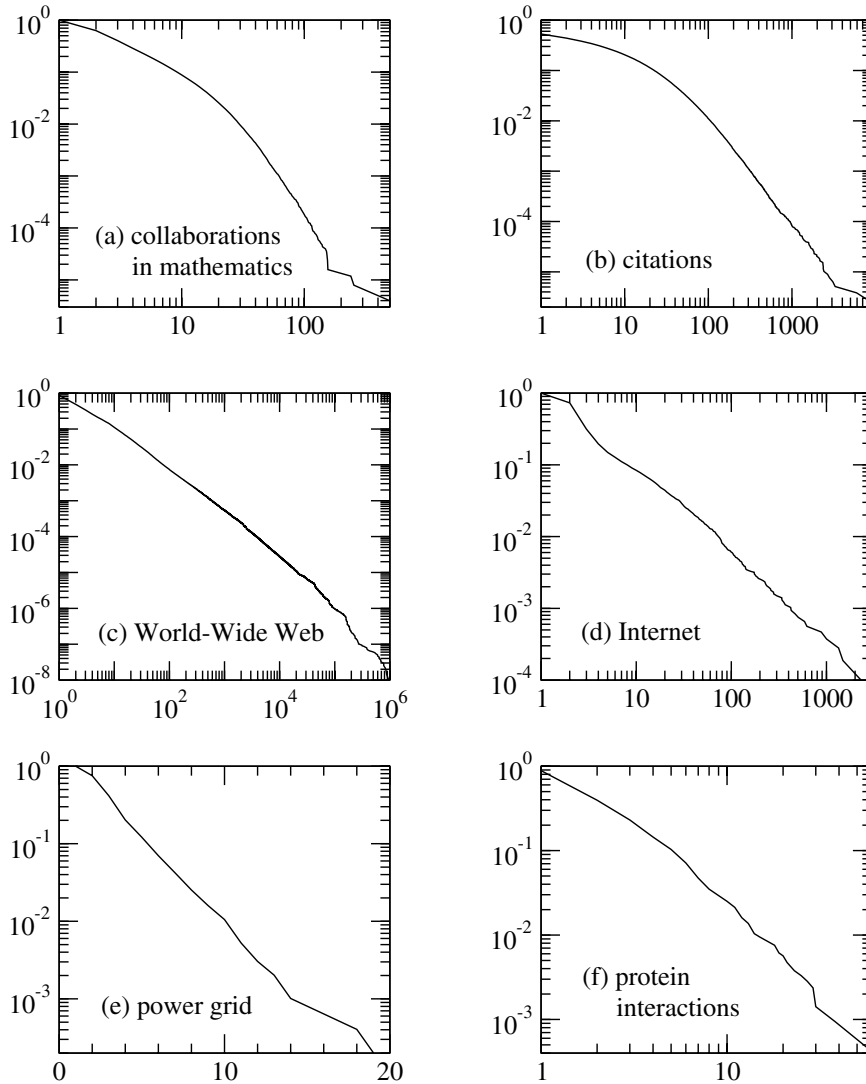 10^0
10^-2
10^-4
1 10 100
(a) collaborations
in mathematics
10^0
10^-2
10^-4
1 10 100 1000
(b) citations
10^0
10^-2
10^-4
10^-6
10^-8
10^0 10^2 10^4 10^6
(c) World-Wide Web
10^0
10^-1
10^-2
10^-3
10^-4
1 10 100 1000
(d) Internet
10^0
10^-1
10^-2
10^-3
0 10 20
(e) power grid
10^0
10^-1
10^-2
10^-3
1 10
(f) protein
interactions